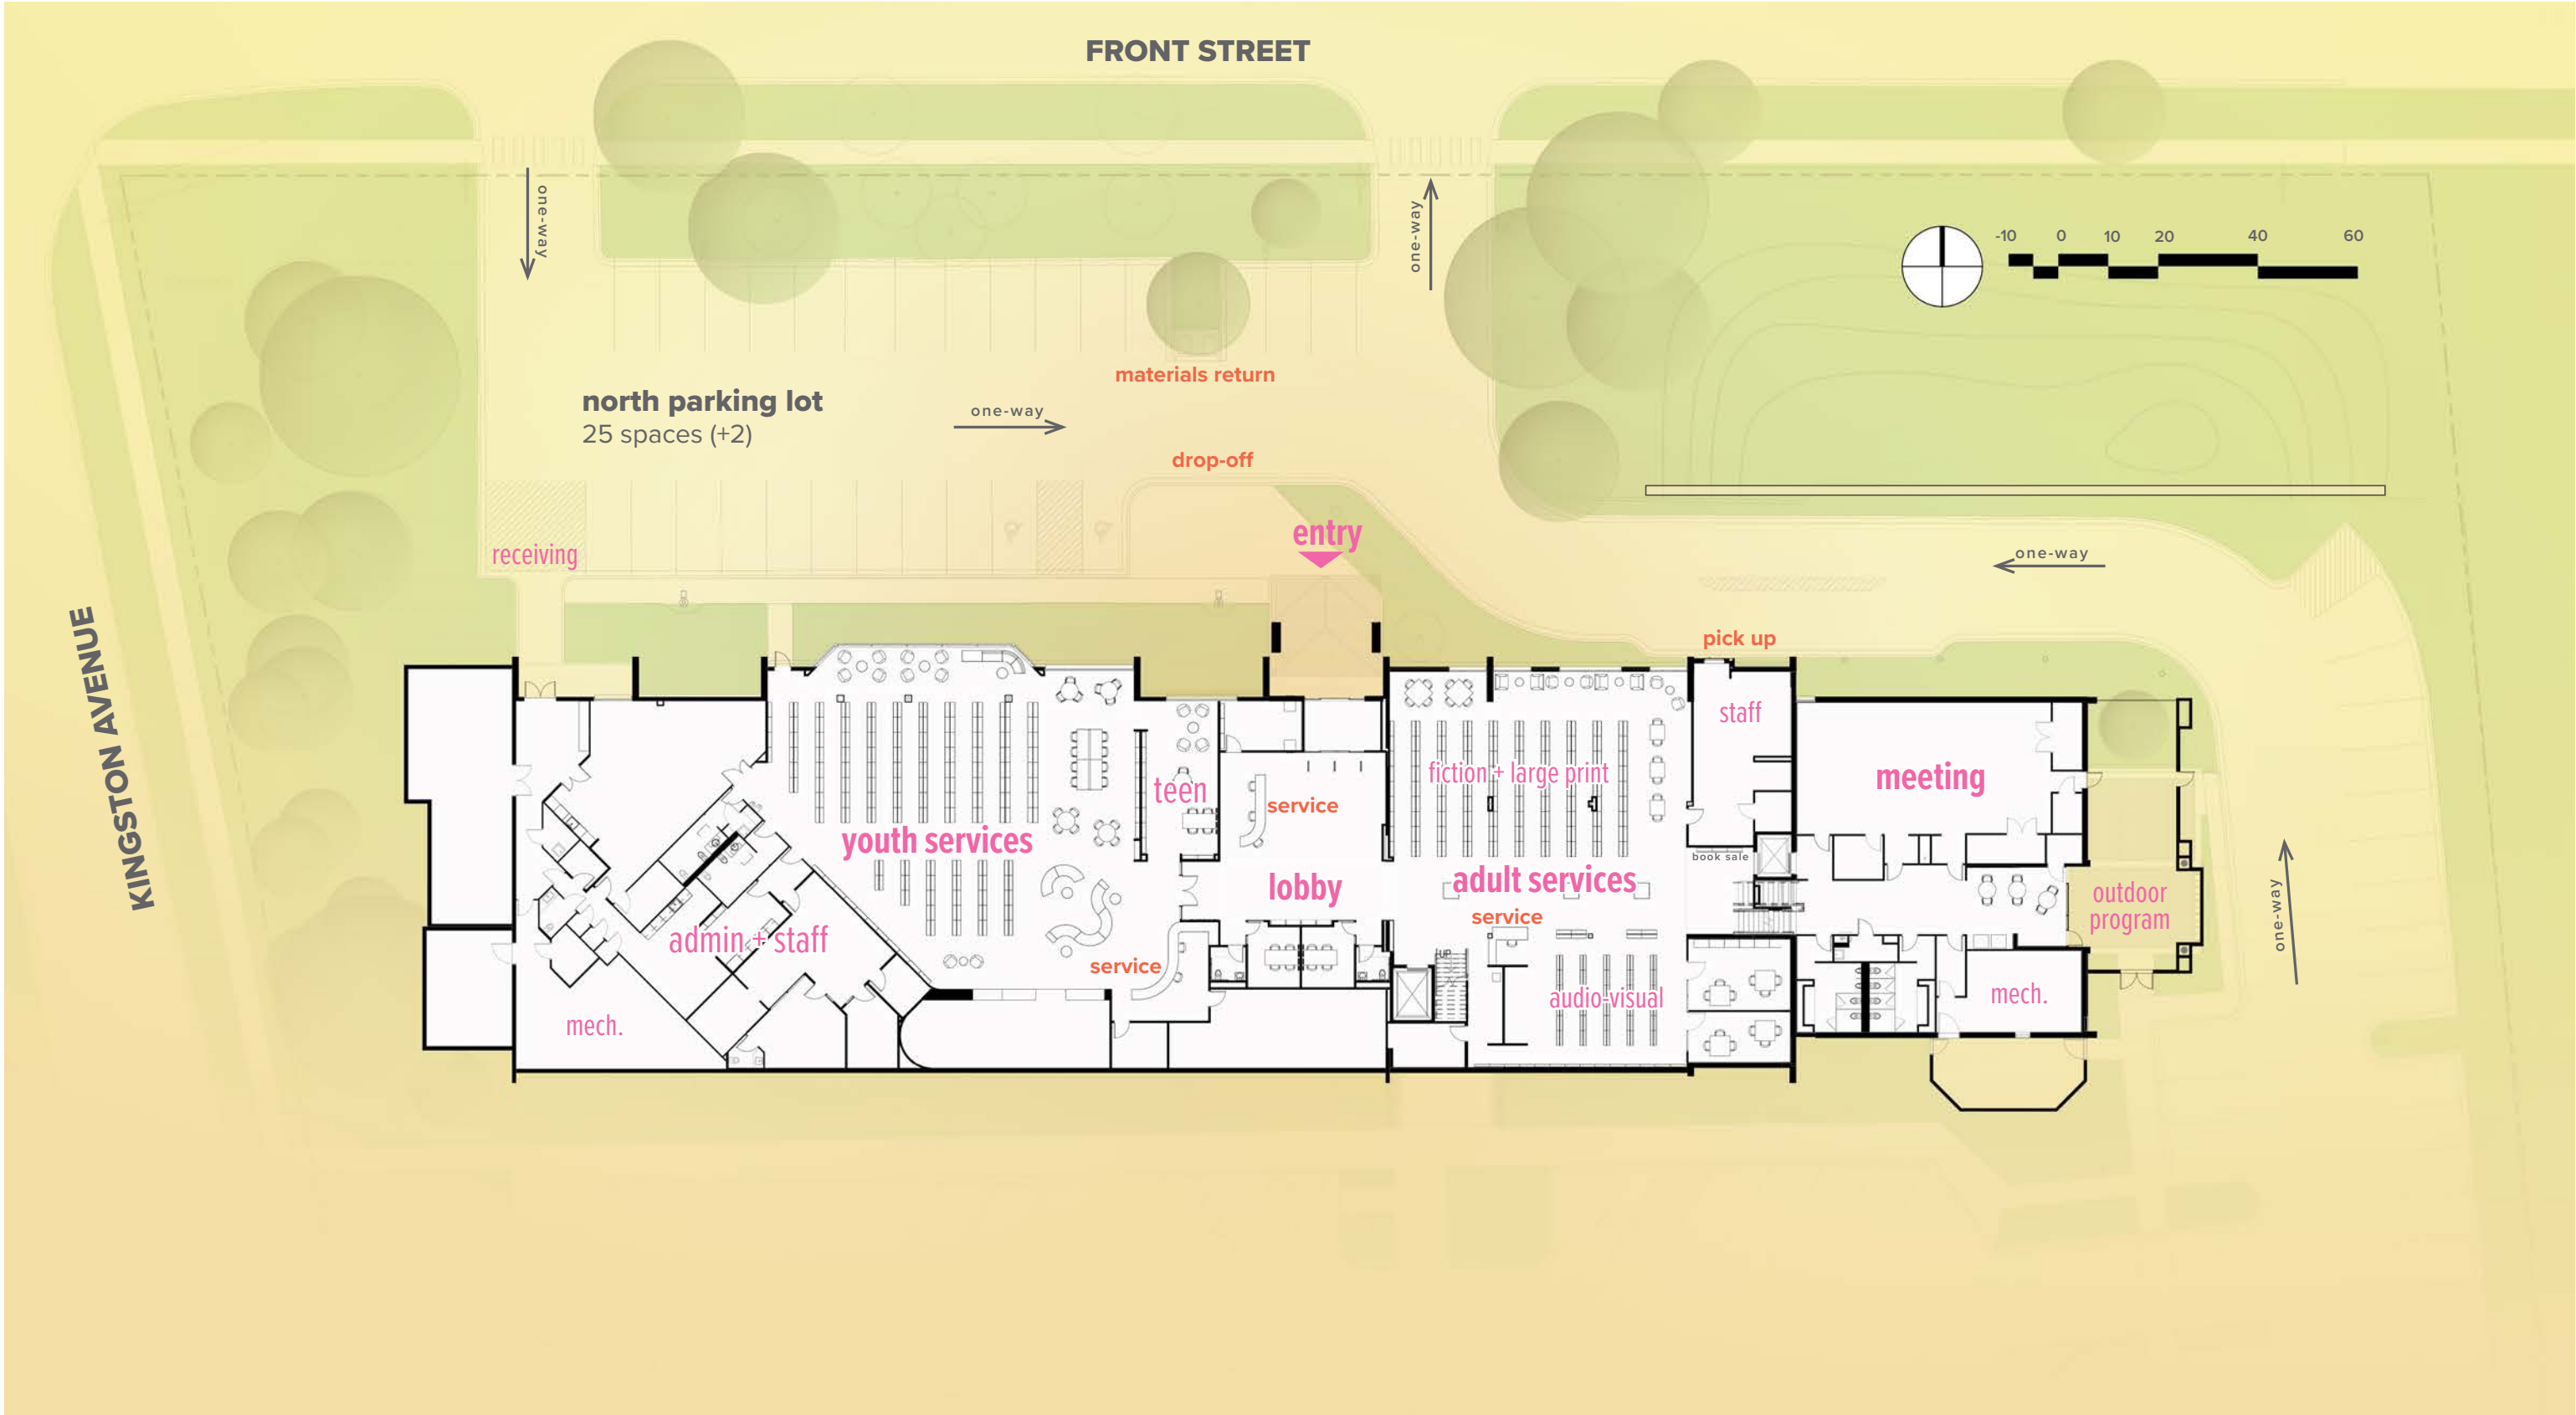 FRONT STREET
one-way
one-way
-10 0 10 20 40 60
materials return
north parking lot
25 spaces (+2)
one-way
drop-off
entry
receiving
one-way
KINGSTON AVENUE
pick up
staff
fiction + large print
meeting
teen
service
youth services
book sale
lobby
adult services
outdoor
program
service
one-way
admin + staff
service
UP
audio-visual
mech.
mech.